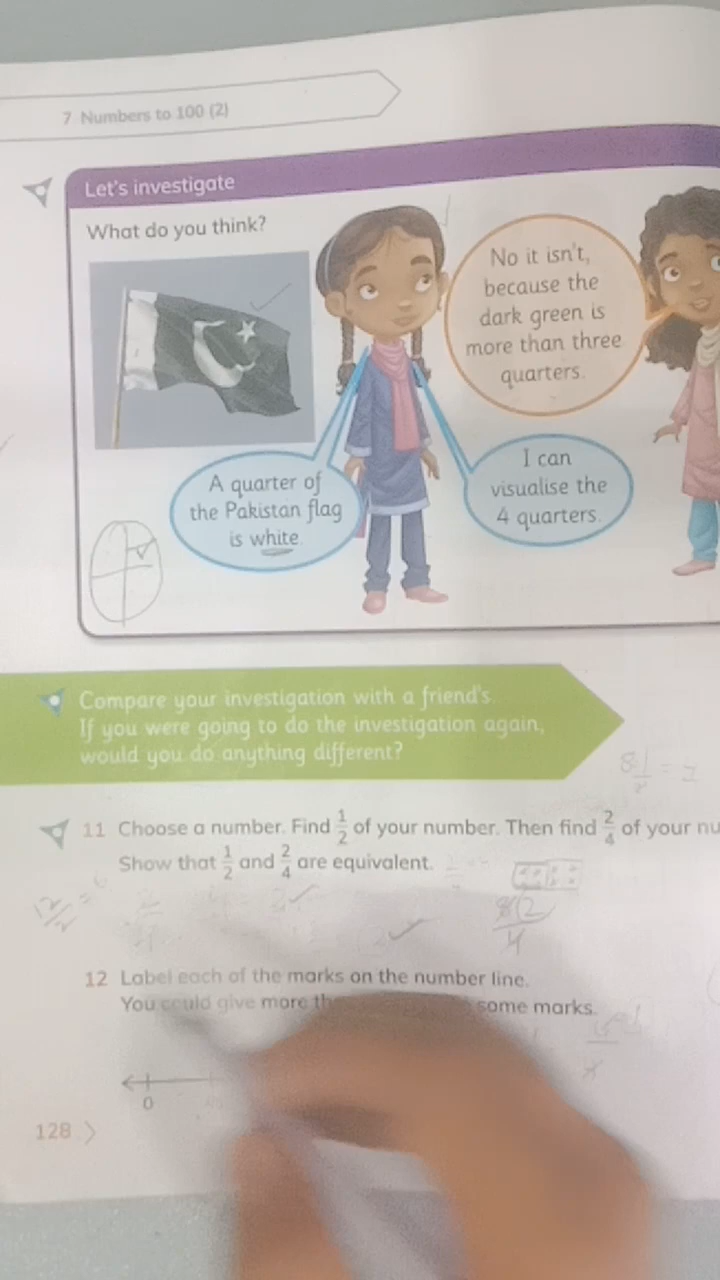 7 Numbers to 100 (2)
Let's investigate
What do you think?
No it isn't,
because the
dark green is
more than three
quarters.
A quarter of
the Pakistan flag
is white.
I can
visualise the
4 quarters.
Compare your investigation with a friend's.
If you were going to do the investigation again,
would you do anything different?
11 Choose a number. Find 1/2 of your number. Then find 2/4 of your
Show that 1/2 and 2/4 are equivalent.
12 Label each of the marks on the number line.
You could give more some marks.
0
128